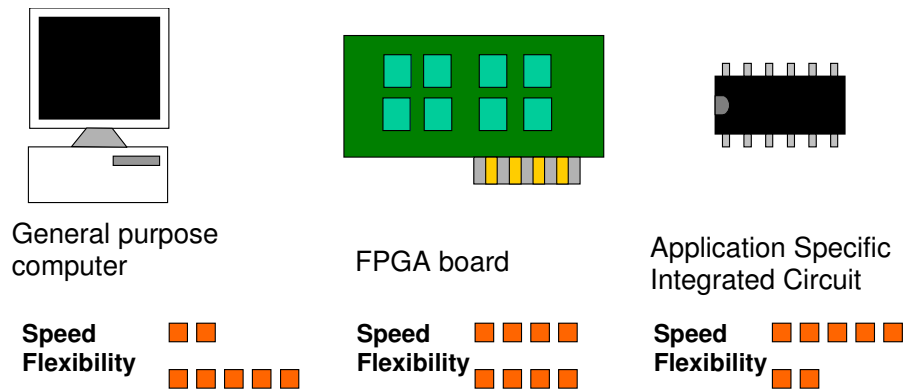 General purpose
computer
Speed
Flexibility
FPGA board
Speed
Flexibility
Application Specific
Integrated Circuit
Speed
Flexibility